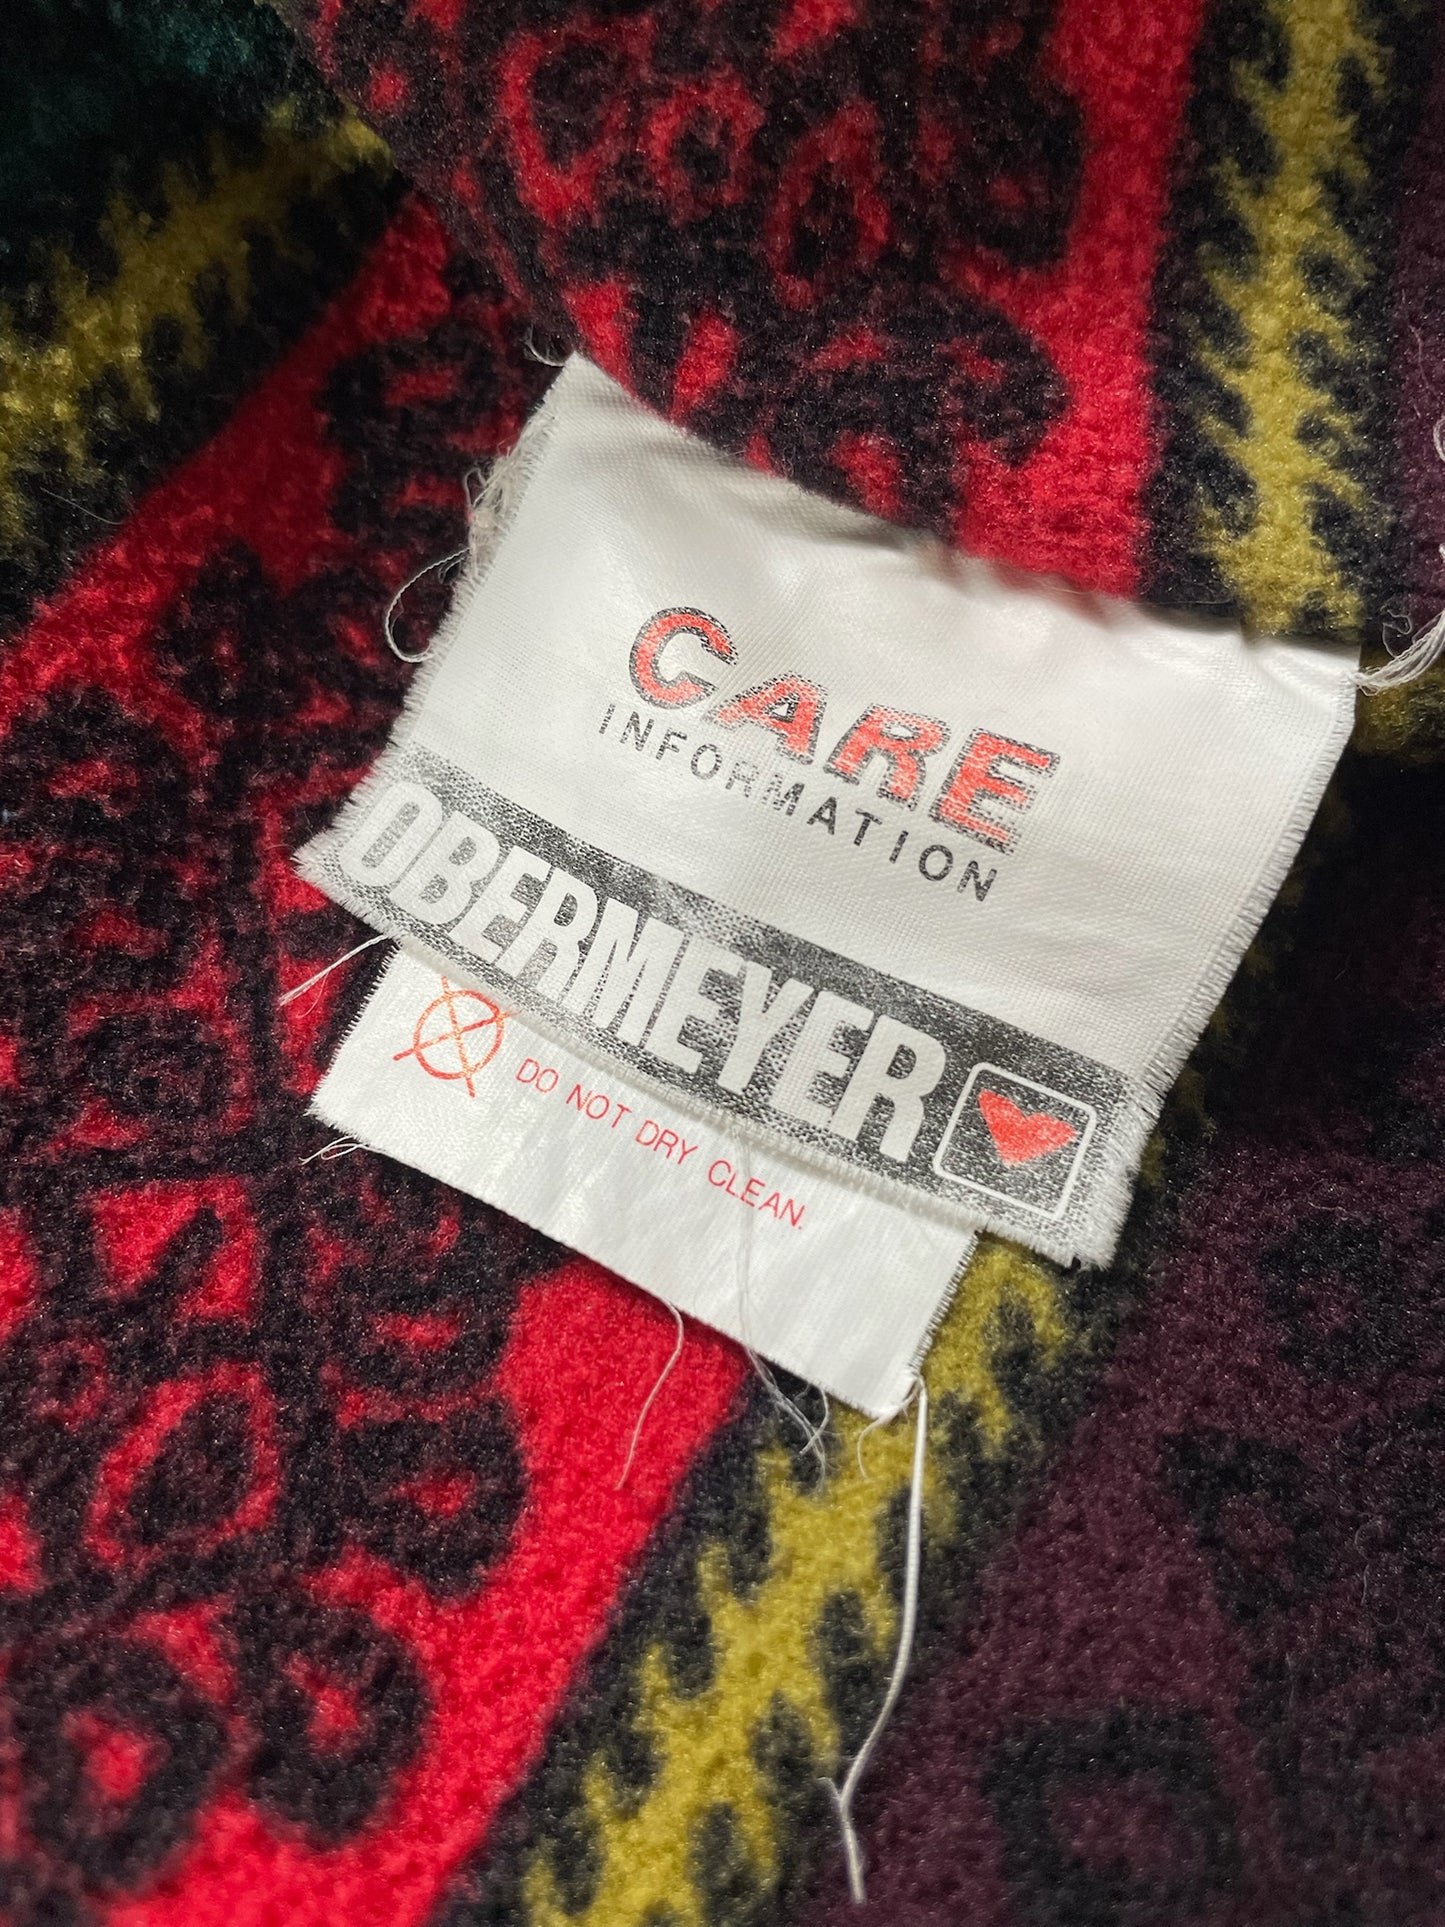 CARE
INFORMATION
OBERMEYER
DO NOT DRY CLEAN.